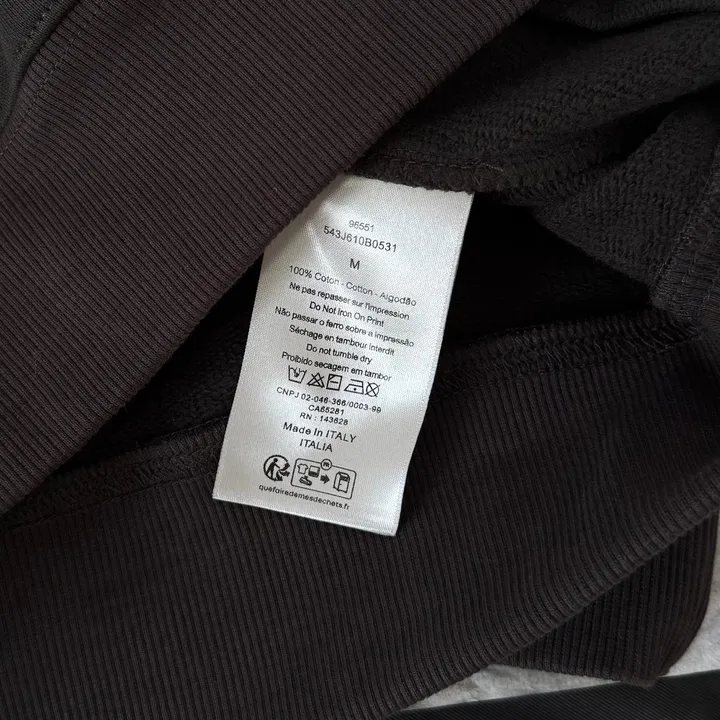 96551
543J610B0531
M
100% Coton - Cotton - Algodão
Ne pas repasser sur l'impression
Do Not Iron On Print
Não passar o ferro sobre a impressão
Séchage en tambour interdit
Do not tumble dry
Proibido secagem em tambor
CNPJ 02-046-366/0003-99
CA65281
RN : 143628
Made In ITALY
ITALIA
FR
quefairedemesdechets.fr